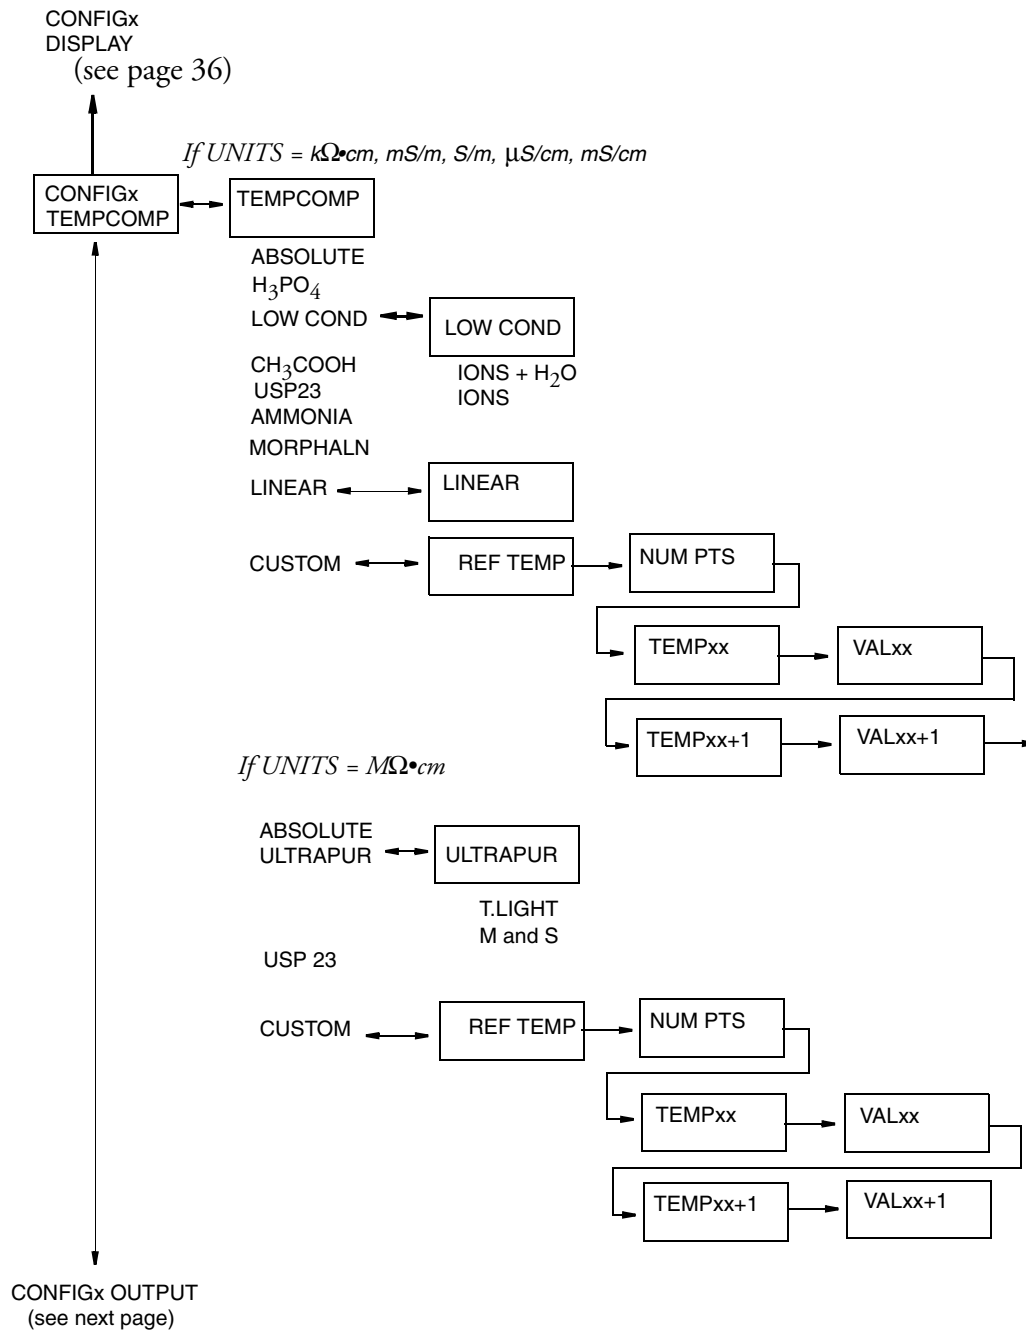 CONFIGx
DISPLAY
(see page 36)
If UNITS = kΩ•cm, mS/m, S/m, µS/cm, mS/cm
CONFIGx
TEMPCOMP
TEMPCOMP
ABSOLUTE
H3PO4
LOW COND
LOW COND
CH3COOH
IONS + H2O
USP23
IONS
AMMONIA
MORPHALN
LINEAR
LINEAR
CUSTOM
REF TEMP
NUM PTS
TEMPxx
VALxx
TEMPxx+1
VALxx+1
If UNITS = MΩ•cm
ABSOLUTE
ULTRAPUR
ULTRAPUR
T.LIGHT
M and S
USP 23
CUSTOM
REF TEMP
NUM PTS
TEMPxx
VALxx
TEMPxx+1
VALxx+1
CONFIGx OUTPUT
(see next page)